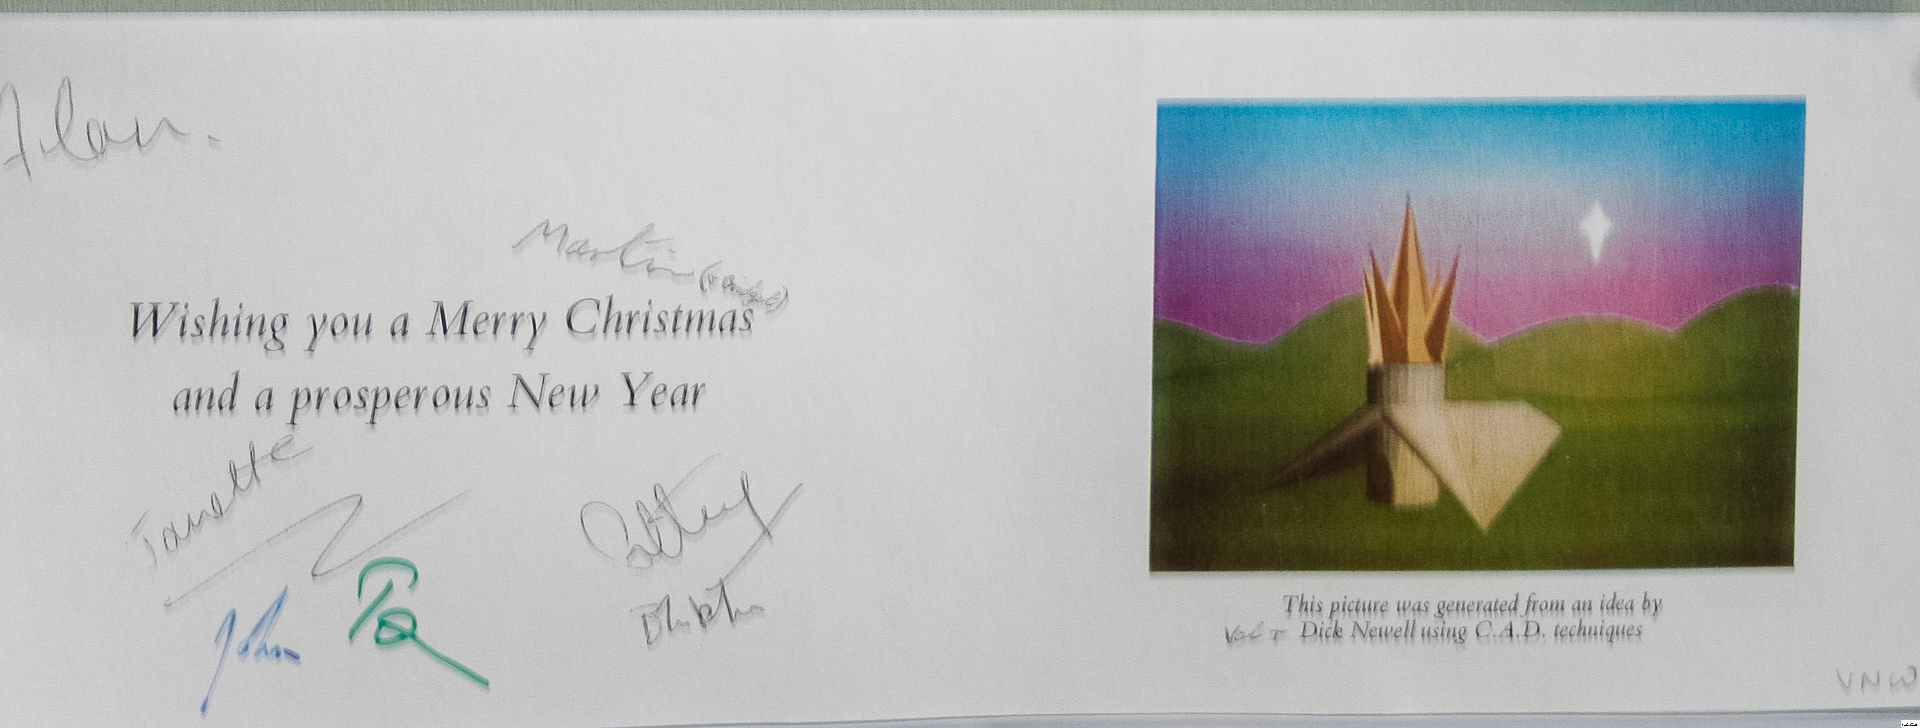 Alan.
Martin
Wishing you a Merry Christmas
and a prosperous New Year
Janette
John
This picture was generated from an idea by
Dick Newell using C.A.D. techniques
VNW